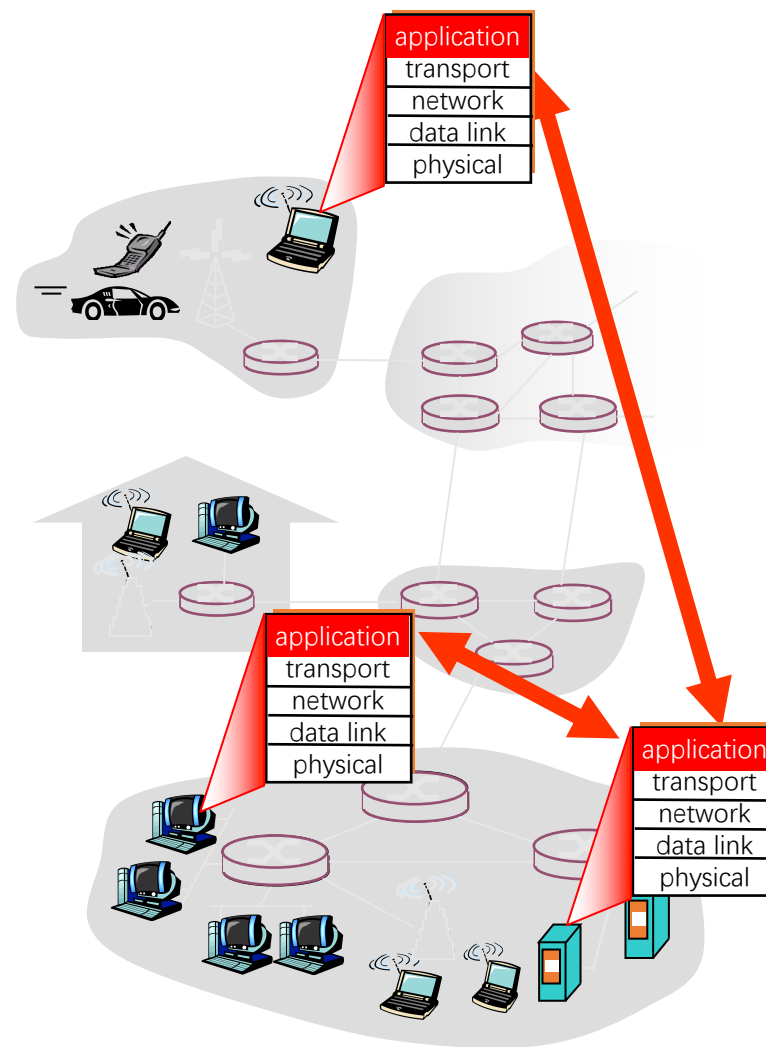 application
transport
network
data link
physical
application
transport
network
data link
physical
application
transport
network
data link
physical